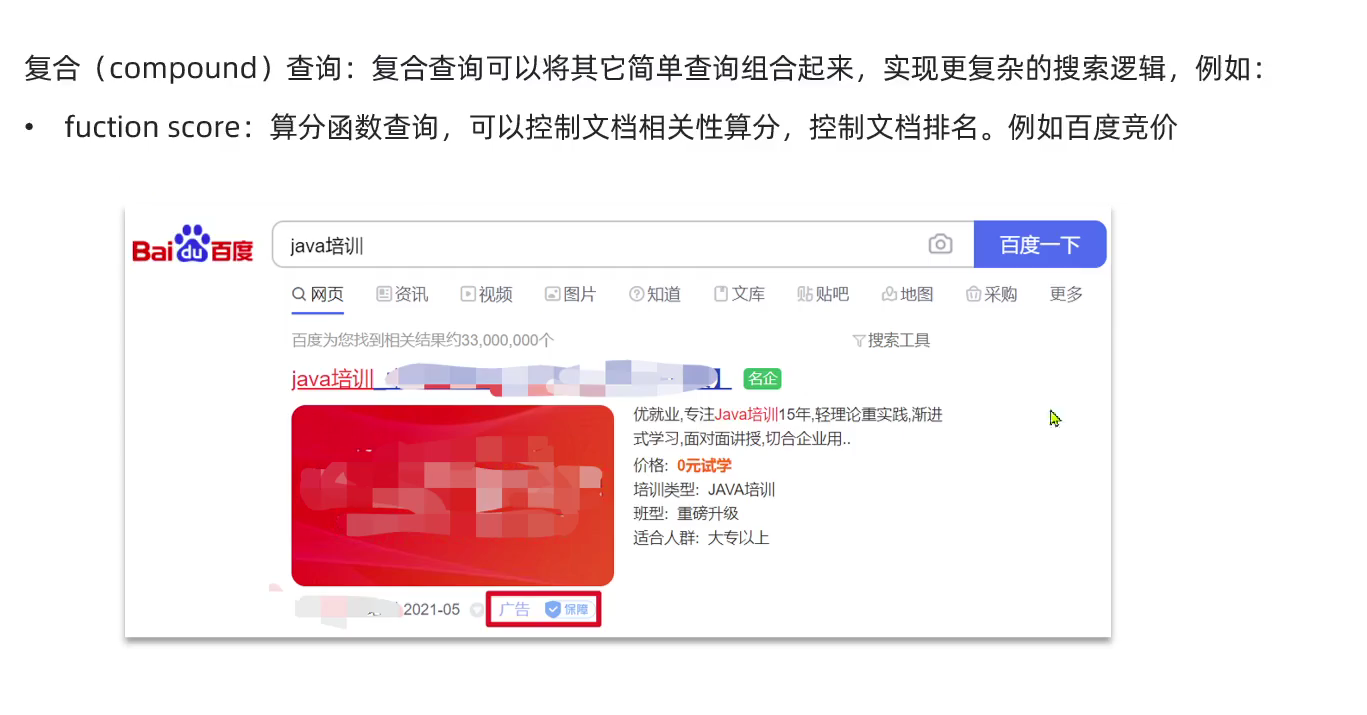 复合（compound）查询：复合查询可以将其它简单查询组合起来，实现更复杂的搜索逻辑，例如：
• fuction score：算分函数查询，可以控制文档相关性算分，控制文档排名。例如百度竞价
Bai du 百度
java培训
百度一下
网页 资讯 视频 图片 知道 文库 贴吧 地图 采购 更多
百度为您找到相关结果约33,000,000个
搜索工具
java培训
名企
优就业,专注Java培训15年,轻理论重实践,渐进
式学习,面对面讲授,切合企业用..
价格: 0元试学
培训类型: JAVA培训
班型: 重磅升级
适合人群: 大专以上
2021-05 广告 保障